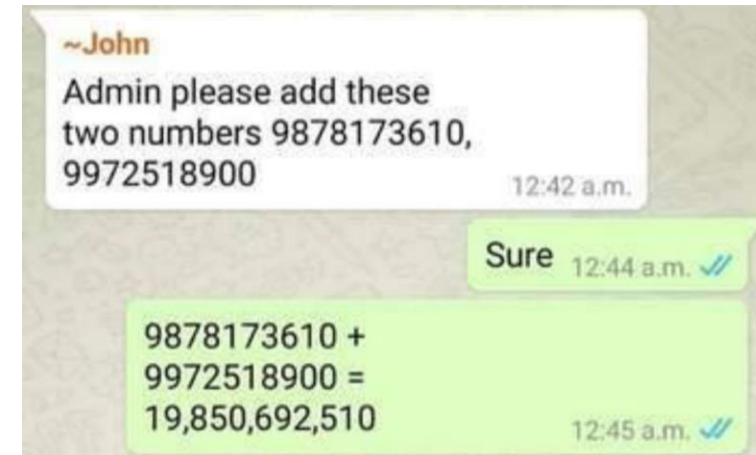 ~John
Admin please add these
two numbers 9878173610,
9972518900
12:42 a.m.
Sure 12:44 a.m.
9878173610 +
9972518900 =
19,850,692,510
12:45 a.m.